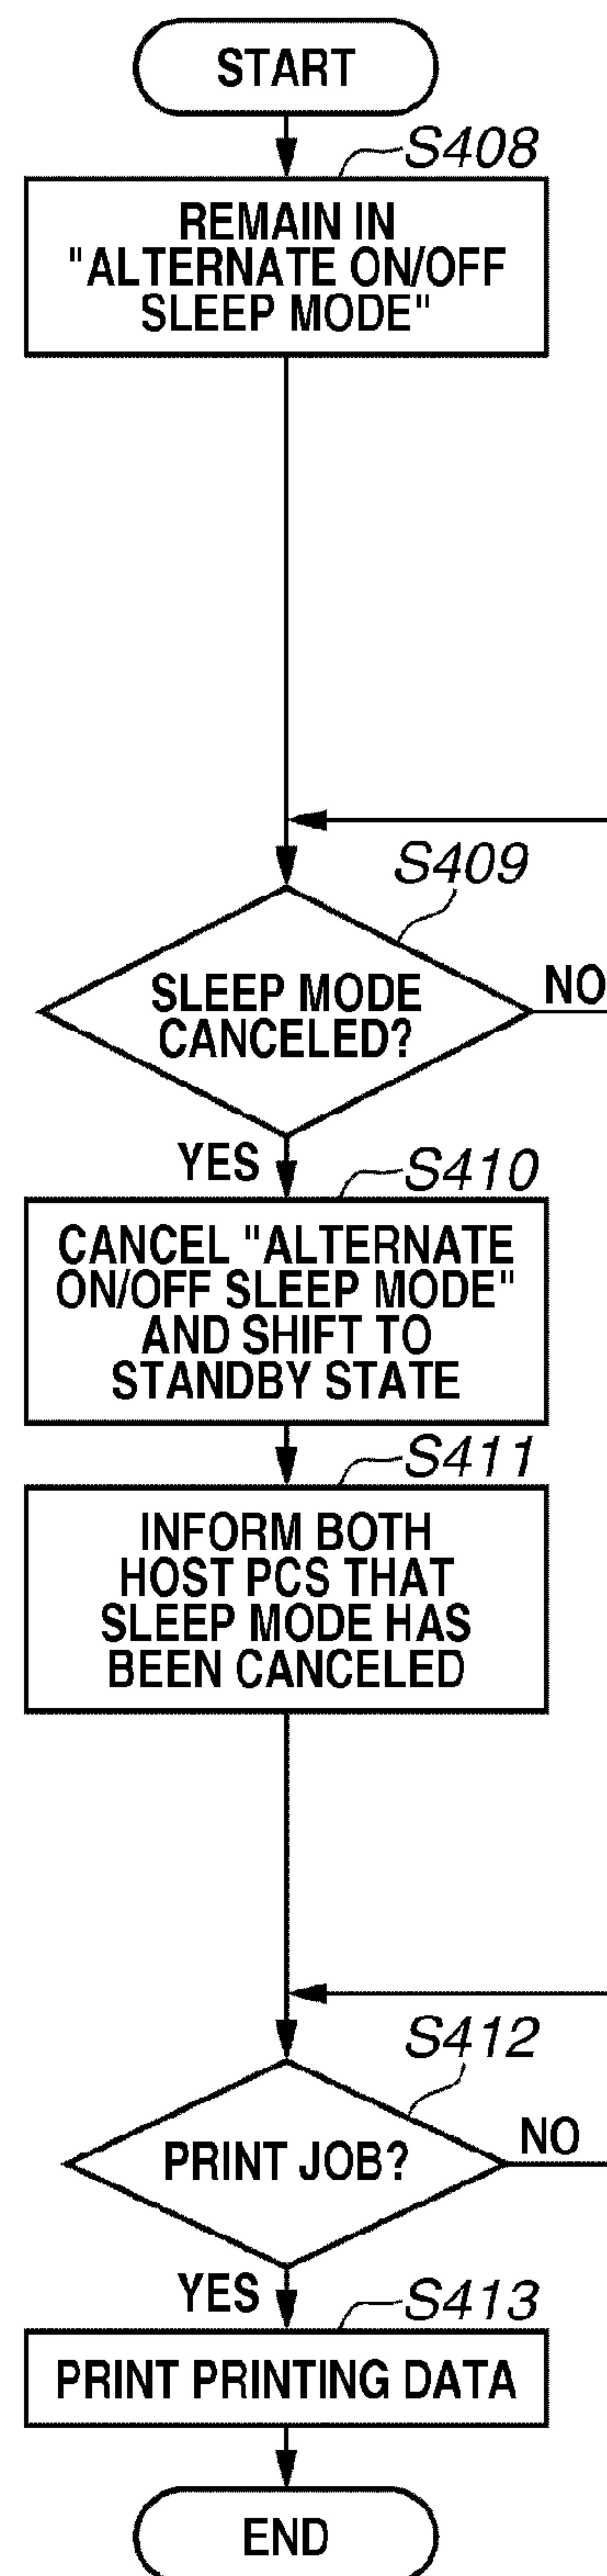 START
S408
REMAIN IN
"ALTERNATE ON/OFF
SLEEP MODE"
S409
SLEEP MODE
CANCELED?
NO
YES
S410
CANCEL "ALTERNATE
ON/OFF SLEEP MODE"
AND SHIFT TO
STANDBY STATE
S411
INFORM BOTH
HOST PCS THAT
SLEEP MODE HAS
BEEN CANCELED
S412
PRINT JOB?
NO
YES
S413
PRINT PRINTING DATA
END